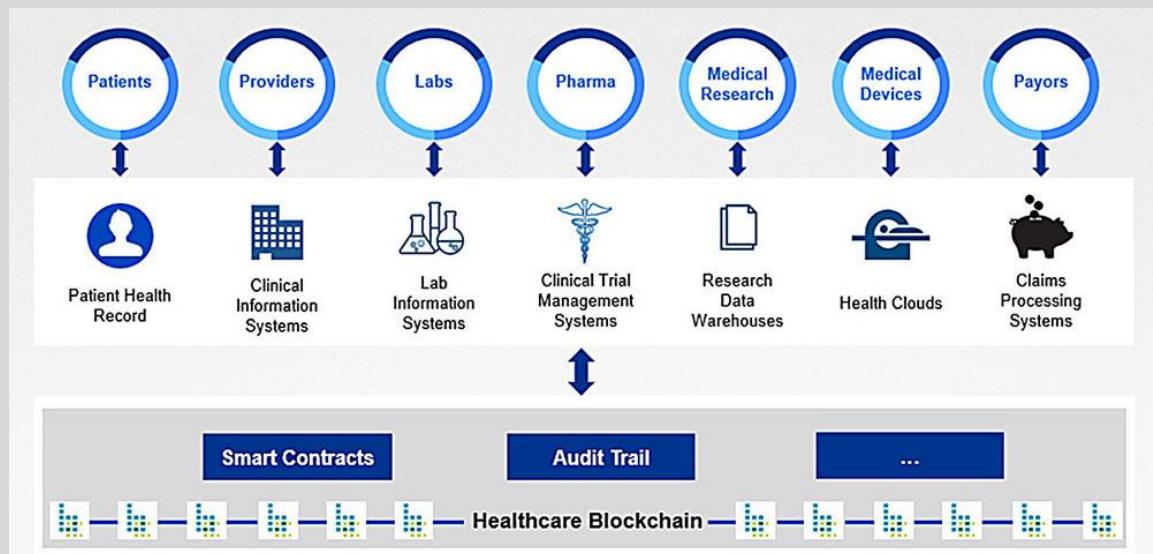 Patients
Providers
Labs
Pharma
Medical
Research
Medical
Devices
Payors
Patient Health
Record
Clinical
Information
Systems
Lab
Information
Systems
Clinical Trial
Management
Systems
Research
Data
Warehouses
Health Clouds
Claims
Processing
Systems
Smart Contracts
Audit Trail
...
Healthcare Blockchain